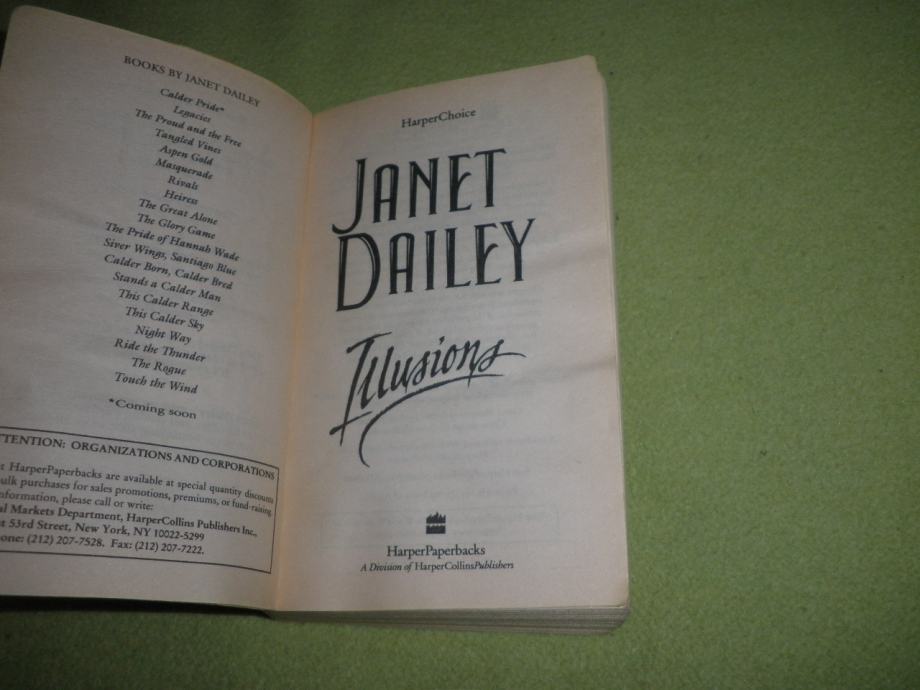 BOOKS BY JANET DAILEY
Calder Pride*
Legacies
The Proud and the Free
Tangled Vines
Aspen Gold
Masquerade
Rivals
Heiress
The Great Alone
The Glory Game
The Pride of Hannah Wade
Siver Wings, Santiago Blue
Calder Born, Calder Bred
Stands a Calder Man
This Calder Range
This Calder Sky
Night Way
Ride the Thunder
The Rogue
Touch the Wind
*Coming soon
TTENTION: ORGANIZATIONS AND CORPORATIONS
t HarperPaperbacks are available at special quantity discounts
ulk purchases for sales promotions, premiums, or fund-raising.
nformation, please call or write:
al Markets Department, HarperCollins Publishers Inc.,
t 53rd Street, New York, NY 10022-5299
one: (212) 207-7528. Fax: (212) 207-7222.
HarperChoice
JANET
DAILEY
Illusions
HarperPaperbacks
A Division of HarperCollinsPublishers